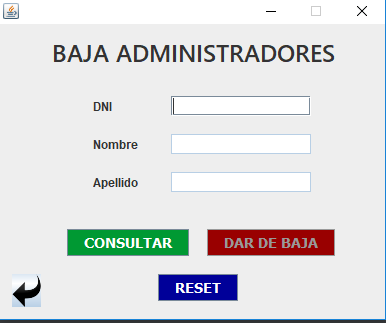 BAJA ADMINISTRADORES
DNI
Nombre
Apellido
CONSULTAR DAR DE BAJA
RESET